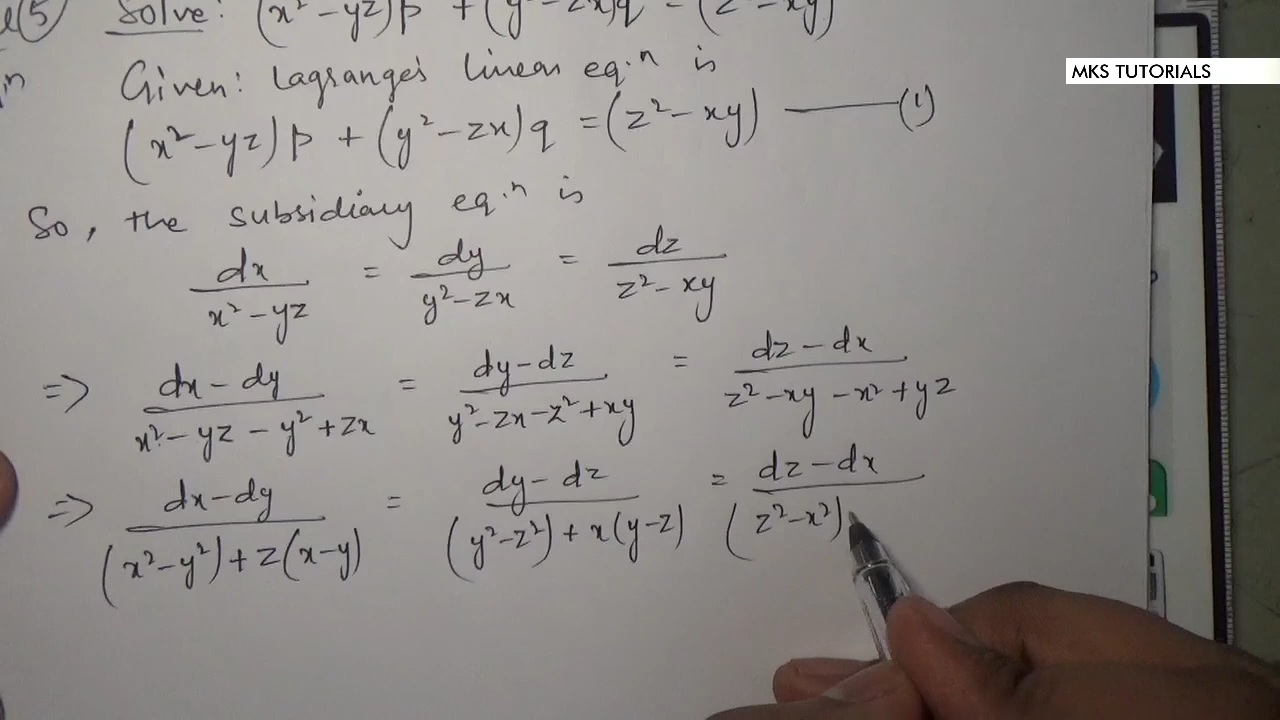 Solve: (x²-yz)p + (y²-zx)q = (z²-xy)
MKS TUTORIALS
Given: Lagrange's linear eq.ⁿ is
(x²-yz)p + (y²-zx)q = (z²-xy) ——— (1)
So, the subsidiary eq.ⁿ is
dx/(x²-yz) = dy/(y²-zx) = dz/(z²-xy)
=> (dx-dy)/(x²-yz-y²+zx) = (dy-dz)/(y²-zx-z²+xy) = (dz-dx)/(z²-xy-x²+yz)
=> (dx-dy)/((x²-y²)+z(x-y)) = (dy-dz)/((y²-z²)+x(y-z)) = (dz-dx)/((z²-x²)